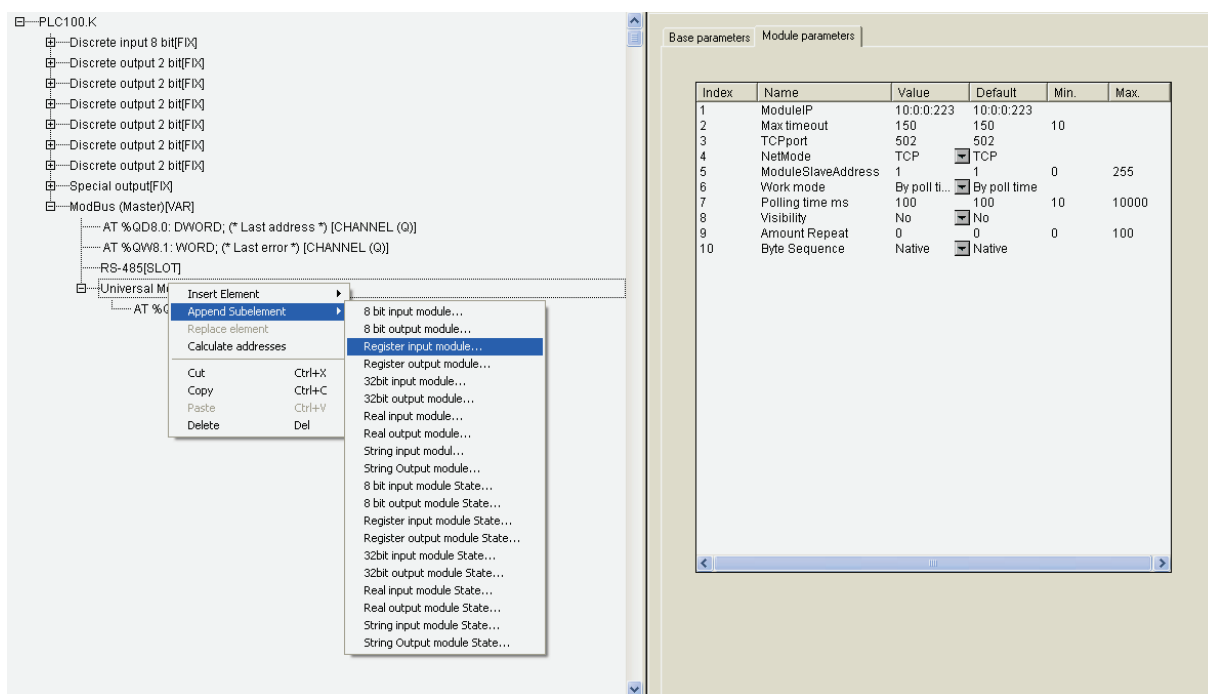 PLC100.K
Discrete input 8 bit[FIX]
Discrete output 2 bit[FIX]
Discrete output 2 bit[FIX]
Discrete output 2 bit[FIX]
Discrete output 2 bit[FIX]
Discrete output 2 bit[FIX]
Discrete output 2 bit[FIX]
Special output[FIX]
ModBus (Master)[VAR]
AT %QD8.0: DWORD; (* Last address *) [CHANNEL (Q)]
AT %QW8.1: WORD; (* Last error *) [CHANNEL (Q)]
RS-485[SLOT]
Universal
AT
Insert Element
Append Subelement
Replace element
Calculate addresses
Cut Ctrl+X
Copy Ctrl+C
Paste Ctrl+V
Delete Del
8 bit input module...
8 bit output module...
Register input module...
Register output module...
32bit input module...
32bit output module...
Real input module...
Real output module...
String input modul...
String Output module...
8 bit input module State...
8 bit output module State...
Register input module State...
Register output module State...
32bit input module State...
32bit output module State...
Real input module State...
Real output module State...
String input module State...
String Output module State...
Base parameters Module parameters
Index Name Value Default Min. Max.
1 ModuleIP 10:0:0:223 10:0:0:223
2 Max timeout 150 150 10
3 TCPport 502 502
4 NetMode TCP TCP
5 ModuleSlaveAddress 1 1 0 255
6 Work mode By poll ti... By poll time
7 Polling time ms 100 100 10 10000
8 Visibility No No
9 Amount Repeat 0 0 0 100
10 Byte Sequence Native Native